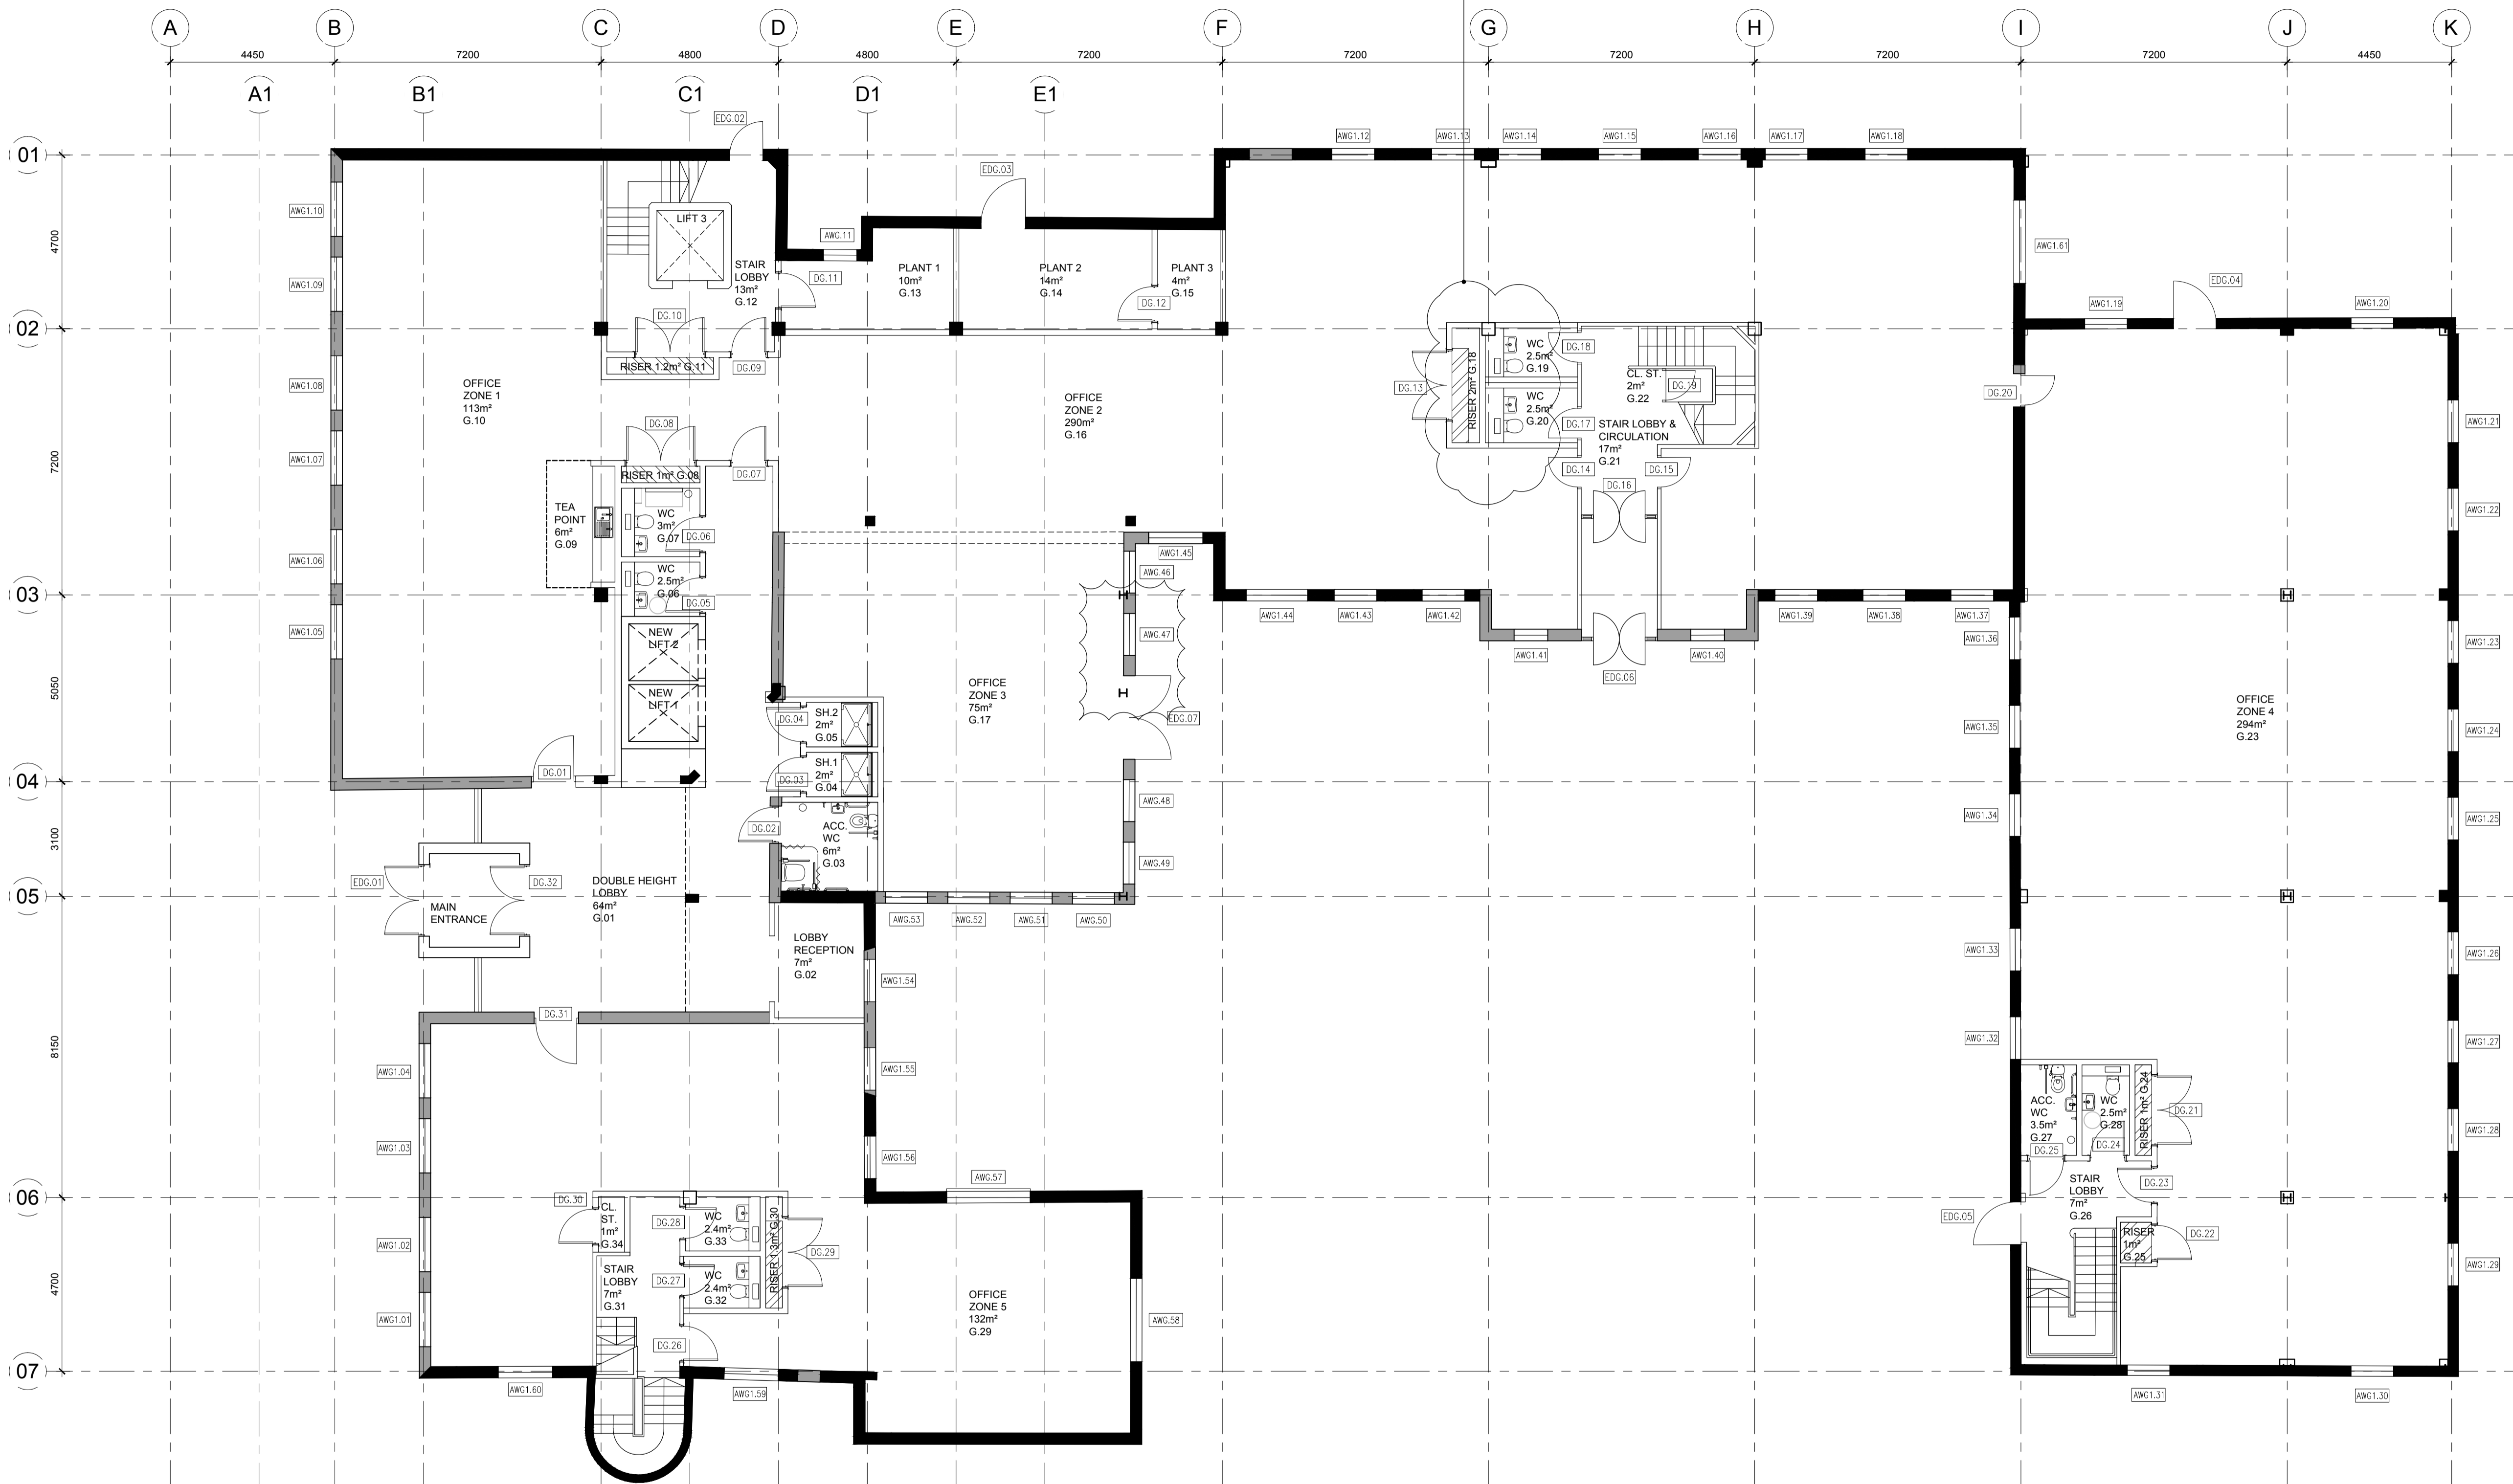 A
B
C
D
E
F
G
H
I
J
K
4450
7200
4800
4800
7200
7200
7200
7200
7200
4450
A1
B1
C1
D1
E1
01
02
03
04
05
06
07
4700
7200
5050
3100
8150
4700
EDG.02
EDG.03
AWG1.12
AWG1.13
AWG1.14
AWG1.15
AWG1.16
AWG1.17
AWG1.18
AWG1.10
LIFT 3
AWG.11
AWG1.61
STAIR
LOBBY
13m²
G.12
DG.11
PLANT 1
10m²
G.13
PLANT 2
14m²
G.14
PLANT 3
4m²
G.15
DG.12
AWG1.09
EDG.04
AWG1.19
AWG1.20
DG.10
RISER 1.2m² G.11
DG.09
AWG1.08
OFFICE
ZONE 1
113m²
G.10
OFFICE
ZONE 2
290m²
G.16
DG.13
RISER 2m² G.18
WC
2.5m²
G.19
DG.18
WC
2.5m²
G.20
DG.17
CL. ST.
2m²
G.22
DG.19
STAIR LOBBY &
CIRCULATION
17m²
G.21
DG.14
DG.15
DG.16
DG.20
AWG1.21
AWG1.07
DG.08
RISER 1m² G.08
DG.07
TEA
POINT
6m²
G.09
WC
3m²
G.07
DG.06
WC
2.5m²
G.06
DG.05
AWG1.22
AWG1.06
AWG1.45
AWG.46
AWG.47
AWG1.44
AWG1.43
AWG1.42
AWG1.41
EDG.06
AWG1.40
AWG1.39
AWG1.38
AWG1.37
AWG1.36
AWG1.23
AWG1.05
NEW
LIFT 2
NEW
LIFT 1
OFFICE
ZONE 3
75m²
G.17
EDG.07
SH.2
2m²
G.05
DG.04
SH.1
2m²
G.04
DG.03
DG.01
AWG1.35
OFFICE
ZONE 4
294m²
G.23
AWG1.24
DG.02
ACC.
WC
6m²
G.03
AWG.48
AWG.49
AWG1.34
AWG1.25
EDG.01
DG.32
MAIN
ENTRANCE
DOUBLE HEIGHT
LOBBY
64m²
G.01
AWG.53
AWG.52
AWG.51
AWG.50
LOBBY
RECEPTION
7m²
G.02
AWG1.54
AWG1.33
AWG1.26
DG.31
AWG1.55
AWG1.32
AWG1.27
AWG1.04
AWG1.03
AWG1.56
AWG.57
ACC.
WC
3.5m²
G.27
DG.25
WC
2.5m²
G.28
DG.24
RISER 1m² G.24
DG.21
AWG1.28
DG.30
CL.
ST.
1m²
G.34
DG.28
WC
2.4m²
G.33
DG.27
WC
2.4m²
G.32
RISER 1.3m² G.30
DG.29
AWG1.02
STAIR
LOBBY
7m²
G.31
DG.26
OFFICE
ZONE 5
132m²
G.29
AWG.58
EDG.05
STAIR
LOBBY
7m²
G.26
DG.23
RISER
1m²
G.25
DG.22
AWG1.29
AWG1.01
AWG1.60
AWG1.59
AWG1.31
AWG1.30